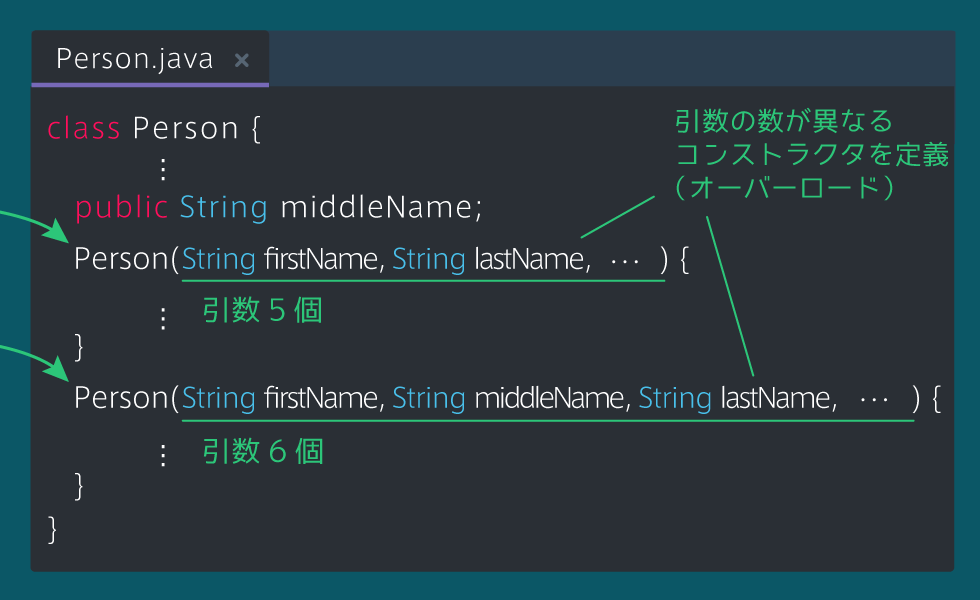 Person.java ×
class Person {
引数の数が異なる
コンストラクタを定義
（オーバーロード）
⋮
public String middleName;
Person(String firstName, String lastName, … ) {
⋮ 引数 5 個
}
Person(String firstName, String middleName, String lastName, … ) {
⋮ 引数 6 個
}
}